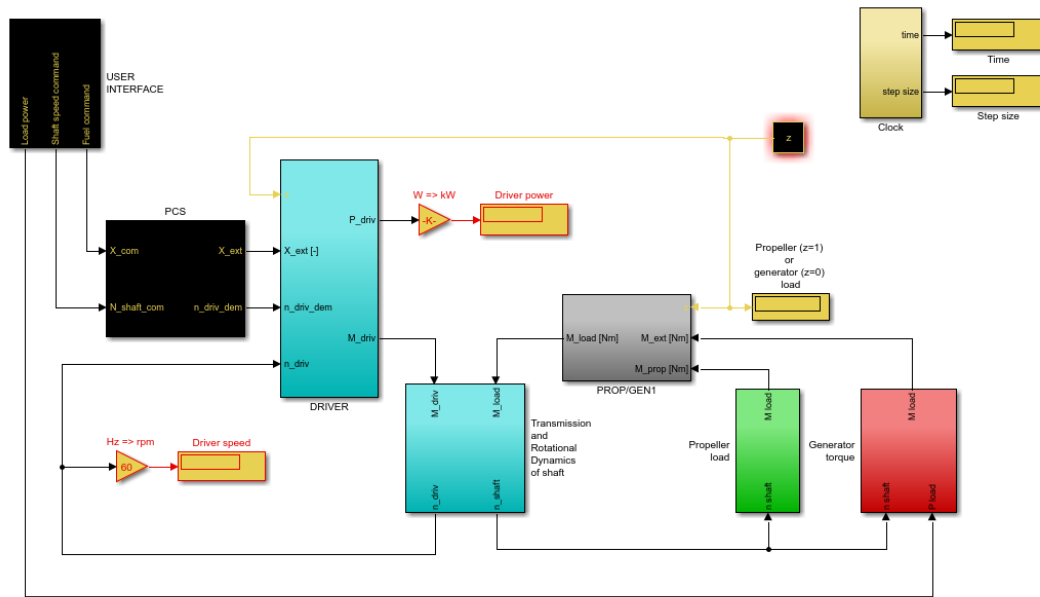 Load power
Shaft speed command
Fuel command
USER
INTERFACE
time
Time
step size
Step size
Clock
z
W => kW
Driver power
-K-
PCS
X_com
X_ext
N_shaft_com
n_driv_dem
P_driv
X_ext [-]
n_driv_dem
M_driv
n_driv
DRIVER
Propeller (z=1)
or
generator (z=0)
load
M_load [Nm]
M_ext [Nm]
M_prop [Nm]
PROP/GEN1
M_driv
M_load
n_driv
n_shaft
Transmission
and
Rotational
Dynamics
of shaft
Hz => rpm
60
Driver speed
Propeller
load
M load
n shaft
Generator
torque
M load
n shaft
P load